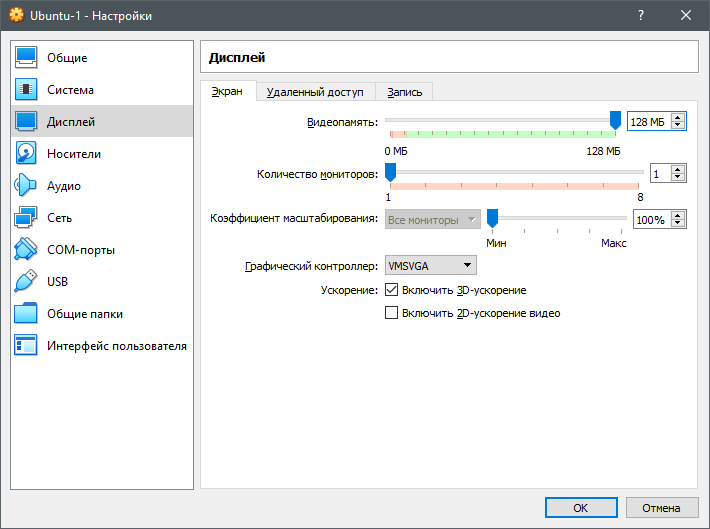 Ubuntu-1 - Настройки
?
Общие
Система
Дисплей
Носители
Аудио
Сеть
COM-порты
USB
Общие папки
Интерфейс пользователя
Дисплей
Экран Удаленный доступ Запись
Видеопамять: 128 МБ
0 МБ 128 МБ
Количество мониторов: 1
1 8
Коэффициент масштабирования: Все мониторы 100%
Мин Макс
Графический контроллер: VMSVGA
Ускорение: Включить 3D-ускорение
Включить 2D-ускорение видео
OK Отмена